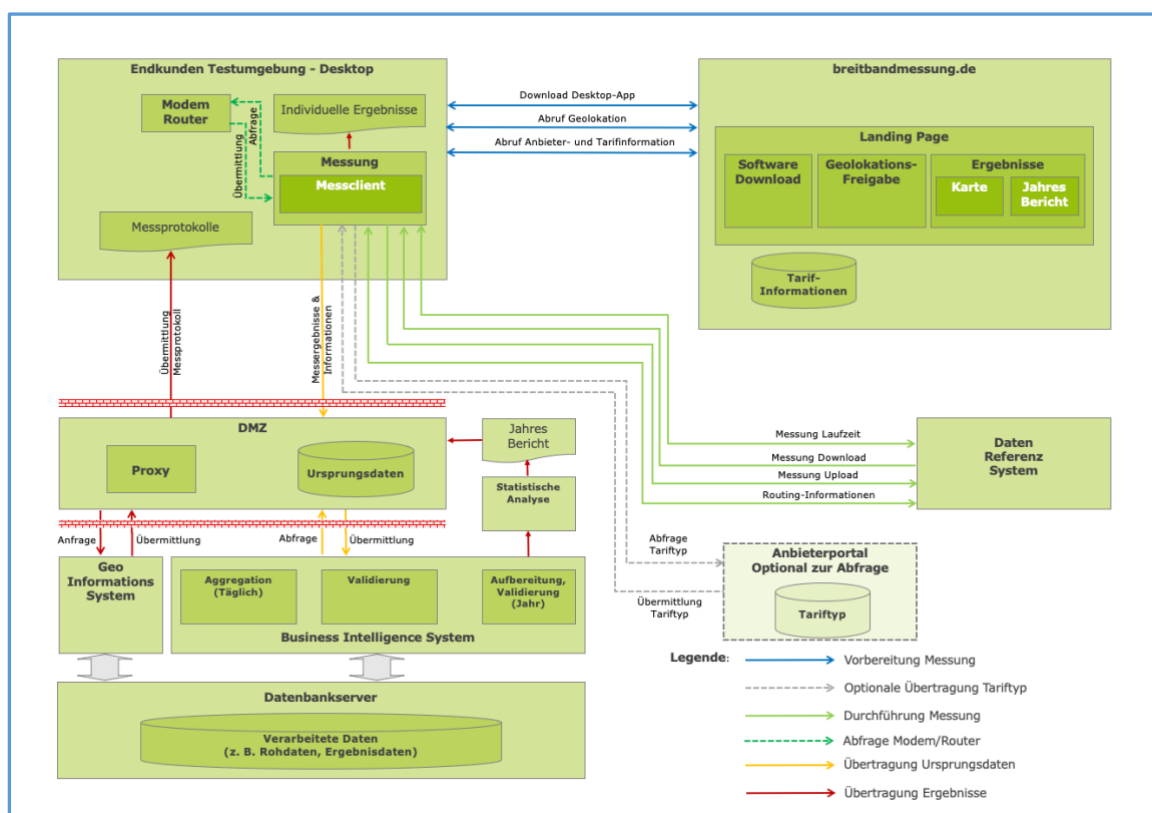 Endkunden Testumgebung - Desktop
Modem
Router
Abfrage
Übermittlung
Individuelle Ergebnisse
Messung
Messclient
Messprotokolle
Download Desktop-App
Abruf Geolokation
Abruf Anbieter- und Tarifinformation
breitbandmessung.de
Landing Page
Software
Download
Geolokations-
Freigabe
Ergebnisse
Karte
Jahres
Bericht
Tarif-
Informationen
Übermittlung
Messprotokoll
Messergebnisse &
Informationen
DMZ
Proxy
Ursprungsdaten
Jahres
Bericht
Statistische
Analyse
Messung Laufzeit
Messung Download
Messung Upload
Routing-Informationen
Daten
Referenz
System
Anfrage
Übermittlung
Abfrage
Übermittlung
Abfrage
Tariftyp
Übermittlung
Tariftyp
Anbieterportal
Optional zur Abfrage
Tariftyp
Geo
Informations
System
Aggregation
(Täglich)
Validierung
Aufbereitung,
Validierung
(Jahr)
Business Intelligence System
Datenbankserver
Verarbeitete Daten
(z. B. Rohdaten, Ergebnisdaten)
Legende:
Vorbereitung Messung
Optionale Übertragung Tariftyp
Durchführung Messung
Abfrage Modem/Router
Übertragung Ursprungsdaten
Übertragung Ergebnisse